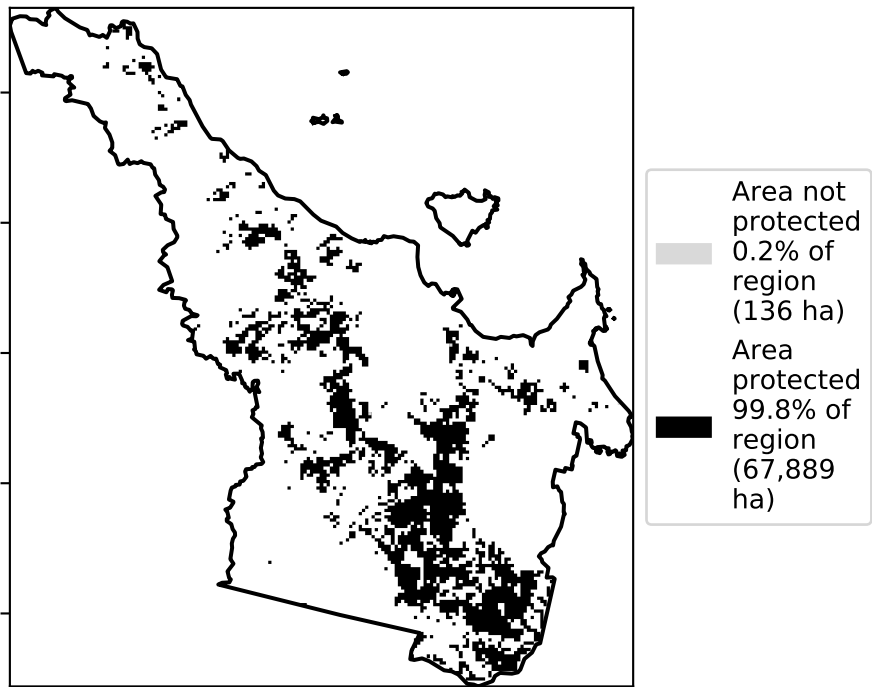 Area not
protected
0.2% of
region
(136 ha)
Area
protected
99.8% of
region
(67,889
ha)